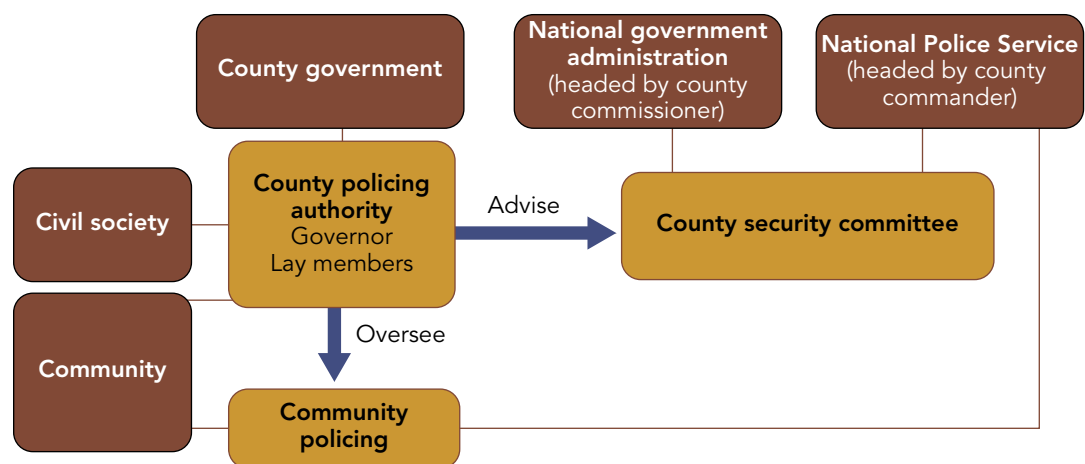 County government
National government
administration
(headed by county
commissioner)
National Police Service
(headed by county
commander)
Civil society
County policing
authority
Governor
Lay members
Advise
County security committee
Oversee
Community
Community
policing